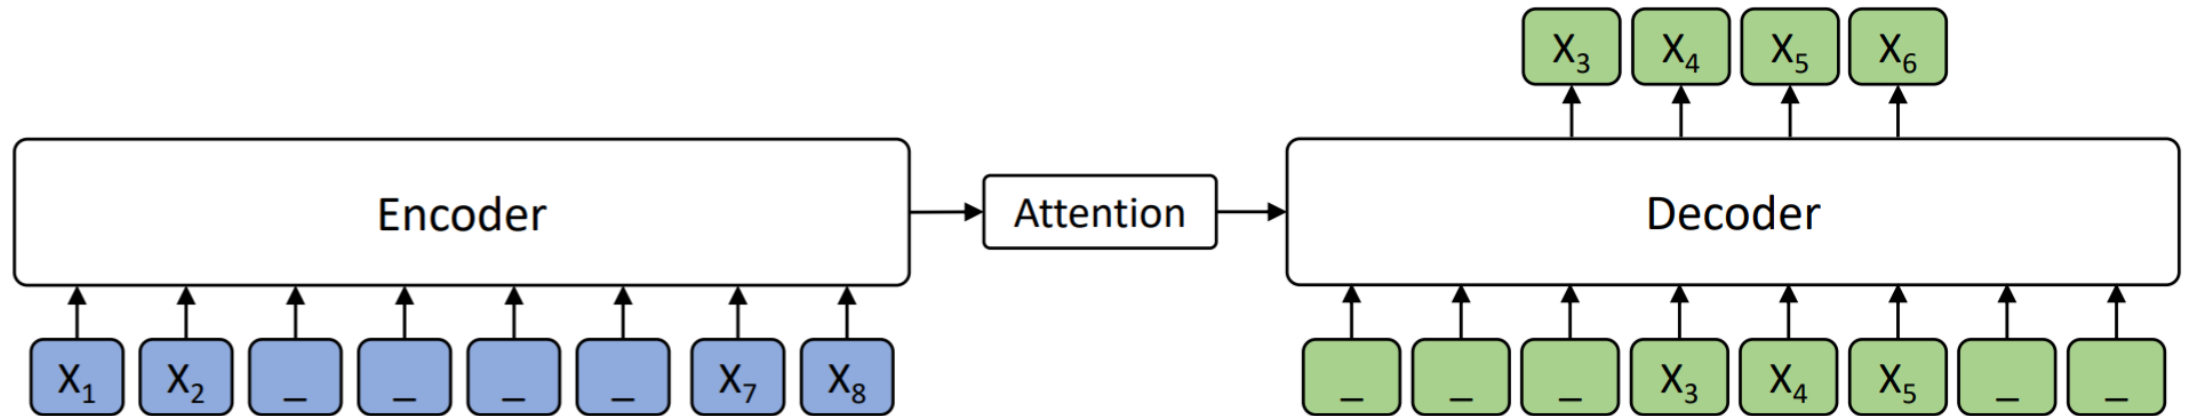 X₃ X₄ X₅ X₆
Encoder
Attention
Decoder
X₁ X₂ _ _ _ _ X₇ X₈
_ _ _ X₃ X₄ X₅ _ _